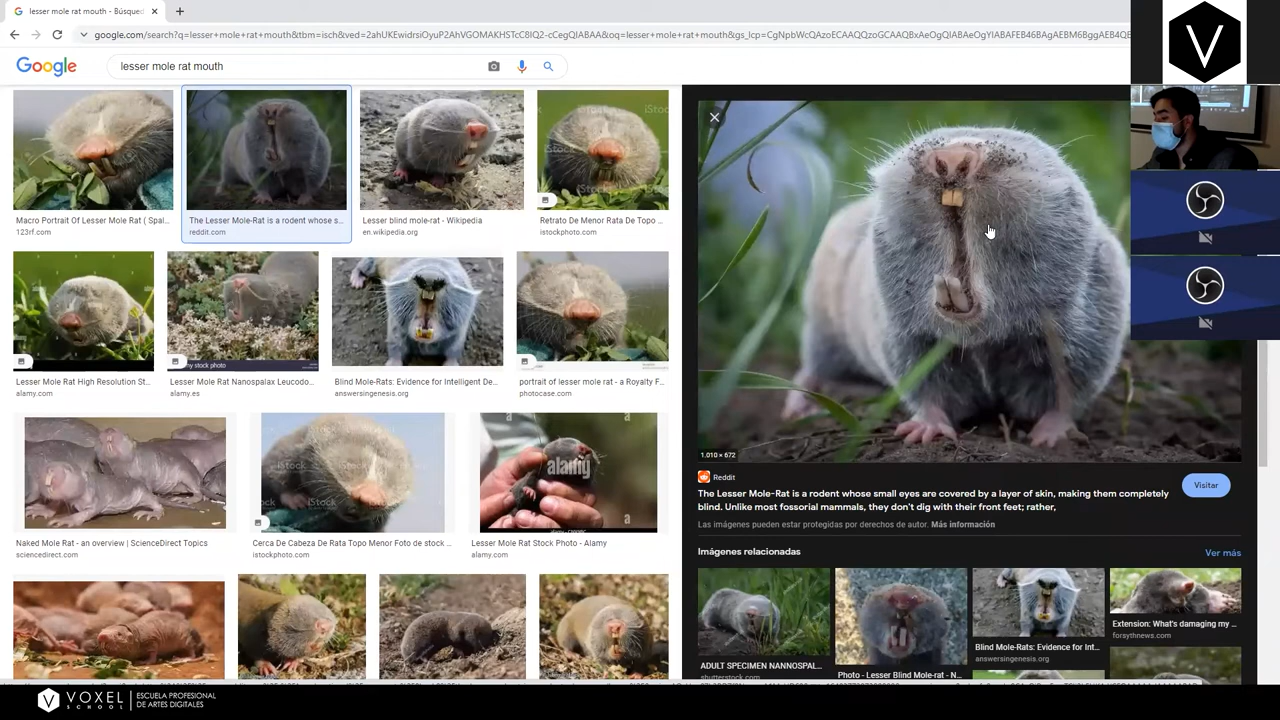 lesser mole rat mouth - Búsqued
google.com/search?q=lesser+mole+rat+mouth&tbm=isch&ved=2ahUKEwidrsiOyuP2AhVGOMAKHSTcC8IQ2-cCegQIABAA&oq=lesser+mole+rat+mouth&gs_lcp=
Google
lesser mole rat mouth
V
iStock
iStock
Macro Portrait Of Lesser Mole Rat ( Spal...
123rf.com
The Lesser Mole-Rat is a rodent whose s...
reddit.com
Lesser blind mole-rat - Wikipedia
en.wikipedia.org
Retrato De Menor Rata De Topo ...
istockphoto.com
my stock photo
Lesser Mole Rat High Resolution St...
alamy.com
Lesser Mole Rat Nanospalax Leucodo...
alamy.es
Blind Mole-Rats: Evidence for Intelligent De...
answersingenesis.org
portrait of lesser mole rat - a Royalty F...
photocase.com
iStock
iStock
a
alamy
a
Naked Mole Rat - an overview | ScienceDirect Topics
sciencedirect.com
Cerca De Cabeza De Rata Topo Menor Foto de stock ...
istockphoto.com
Lesser Mole Rat Stock Photo - Alamy
alamy.com
1.010 × 672
Reddit
The Lesser Mole-Rat is a rodent whose small eyes are covered by a layer of skin, making them completely
blind. Unlike most fossorial mammals, they don't dig with their front feet; rather,
Visitar
Las imágenes pueden estar protegidas por derechos de autor. Más información
Imágenes relacionadas
Ver más
ADULT SPECIMEN NANNOSPAL...
shutterstock.com
Photo - Lesser Blind Mole-rat - N...
Blind Mole-Rats: Evidence for Int...
answersingenesis.org
Extension: What's damaging my ...
forsythnews.com
VOXEL
SCHOOL
ESCUELA PROFESIONAL
DE ARTES DIGITALES